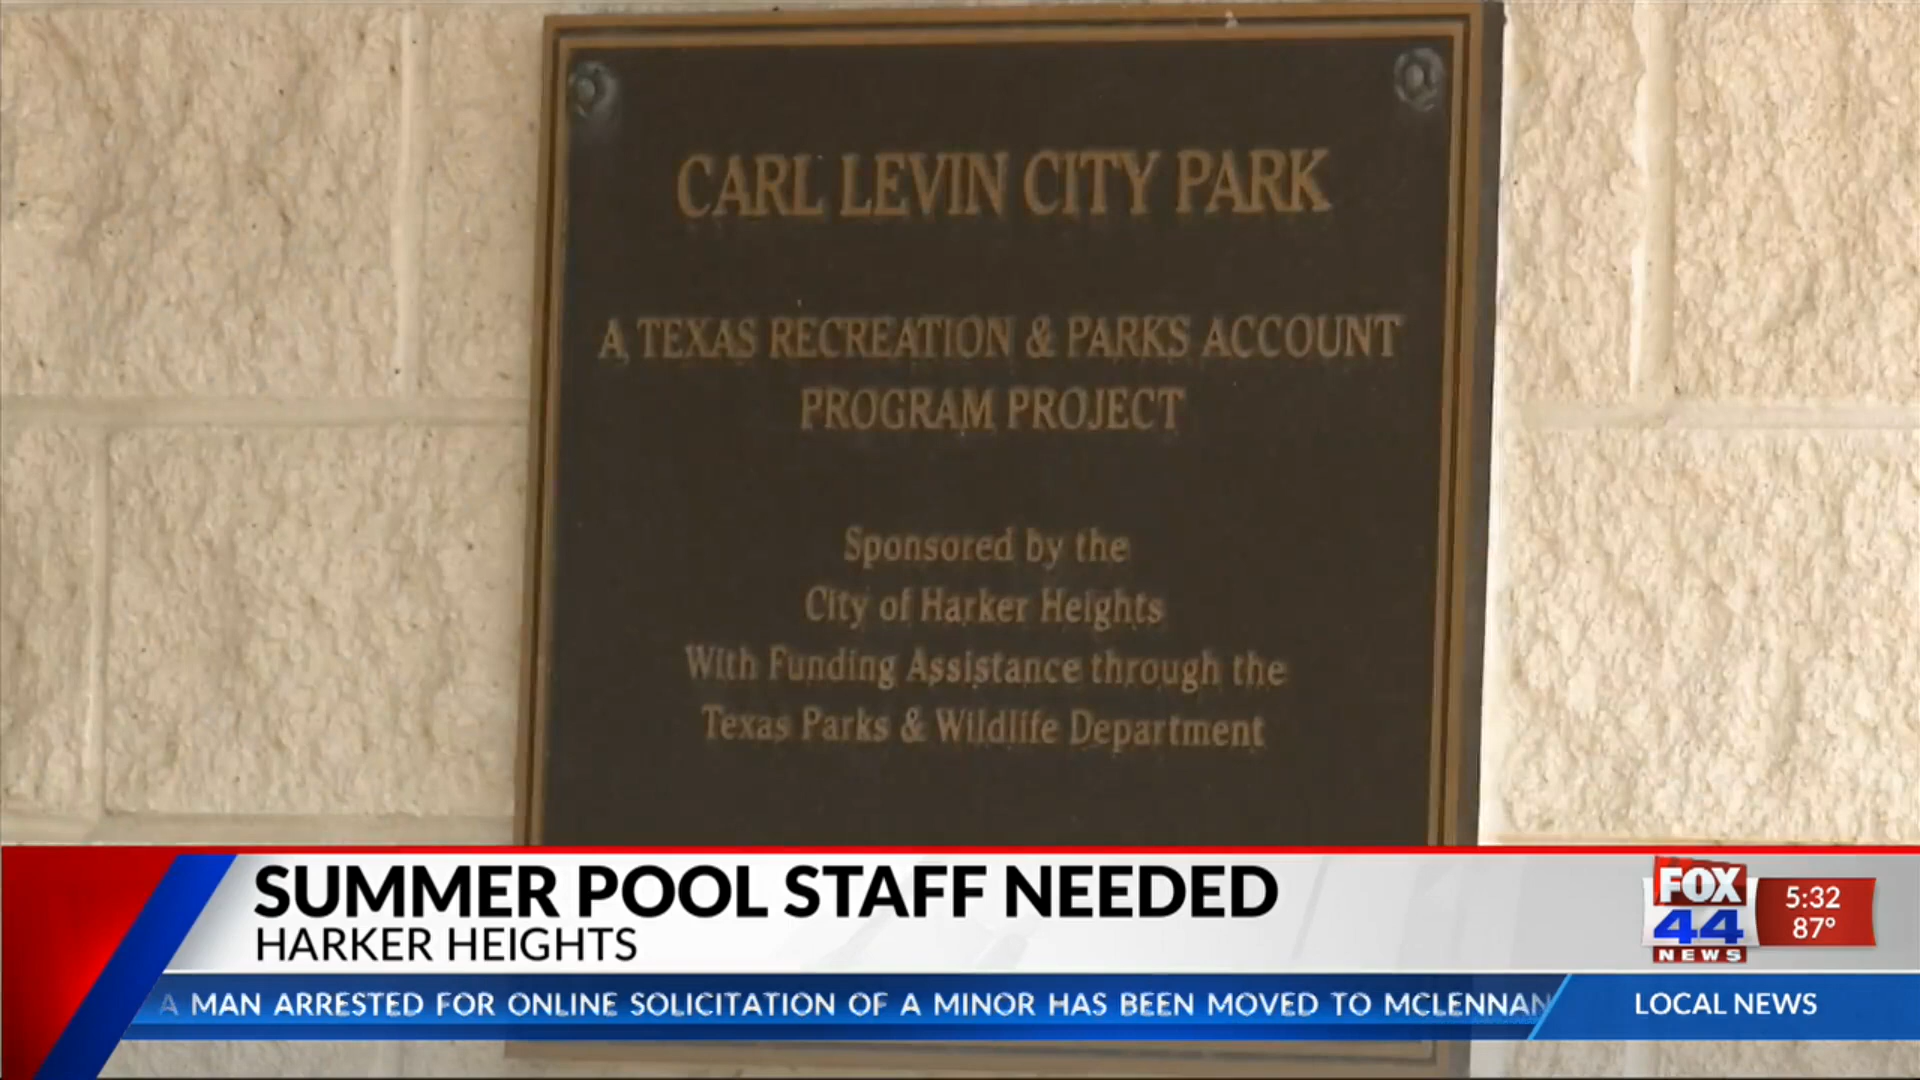 CARL LEVIN CITY PARK
A TEXAS RECREATION & PARKS ACCOUNT
PROGRAM PROJECT
Sponsored by the
City of Harker Heights
With Funding Assistance through the
Texas Parks & Wildlife Department
SUMMER POOL STAFF NEEDED
HARKER HEIGHTS
FOX
44
NEWS
5:32
87°
A MAN ARRESTED FOR ONLINE SOLICITATION OF A MINOR HAS BEEN MOVED TO MCLENNAN
LOCAL NEWS